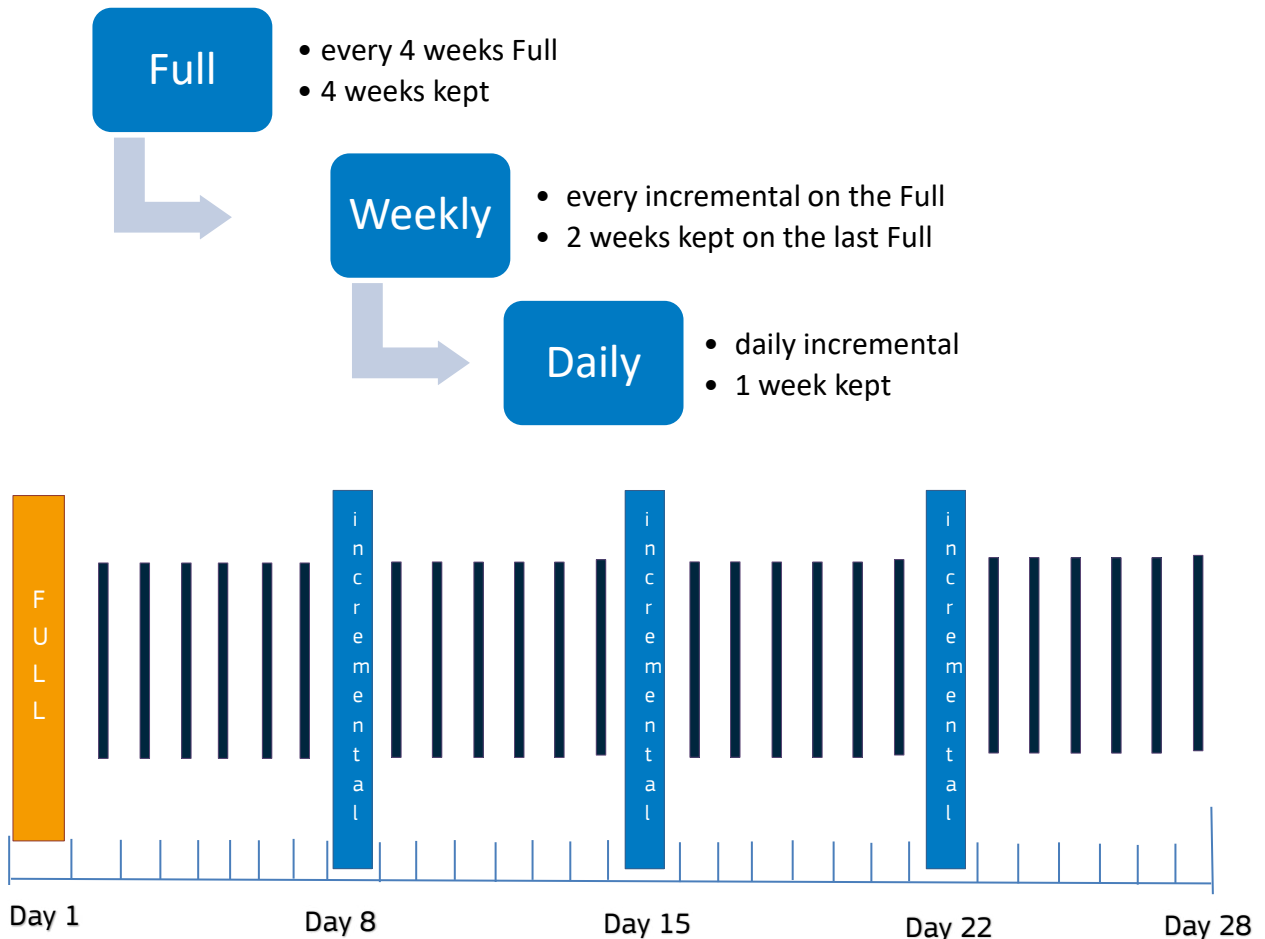 Full
• every 4 weeks Full
• 4 weeks kept
Weekly
• every incremental on the Full
• 2 weeks kept on the last Full
Daily
• daily incremental
• 1 week kept
FULL
incremental
incremental
incremental
Day 1
Day 8
Day 15
Day 22
Day 28